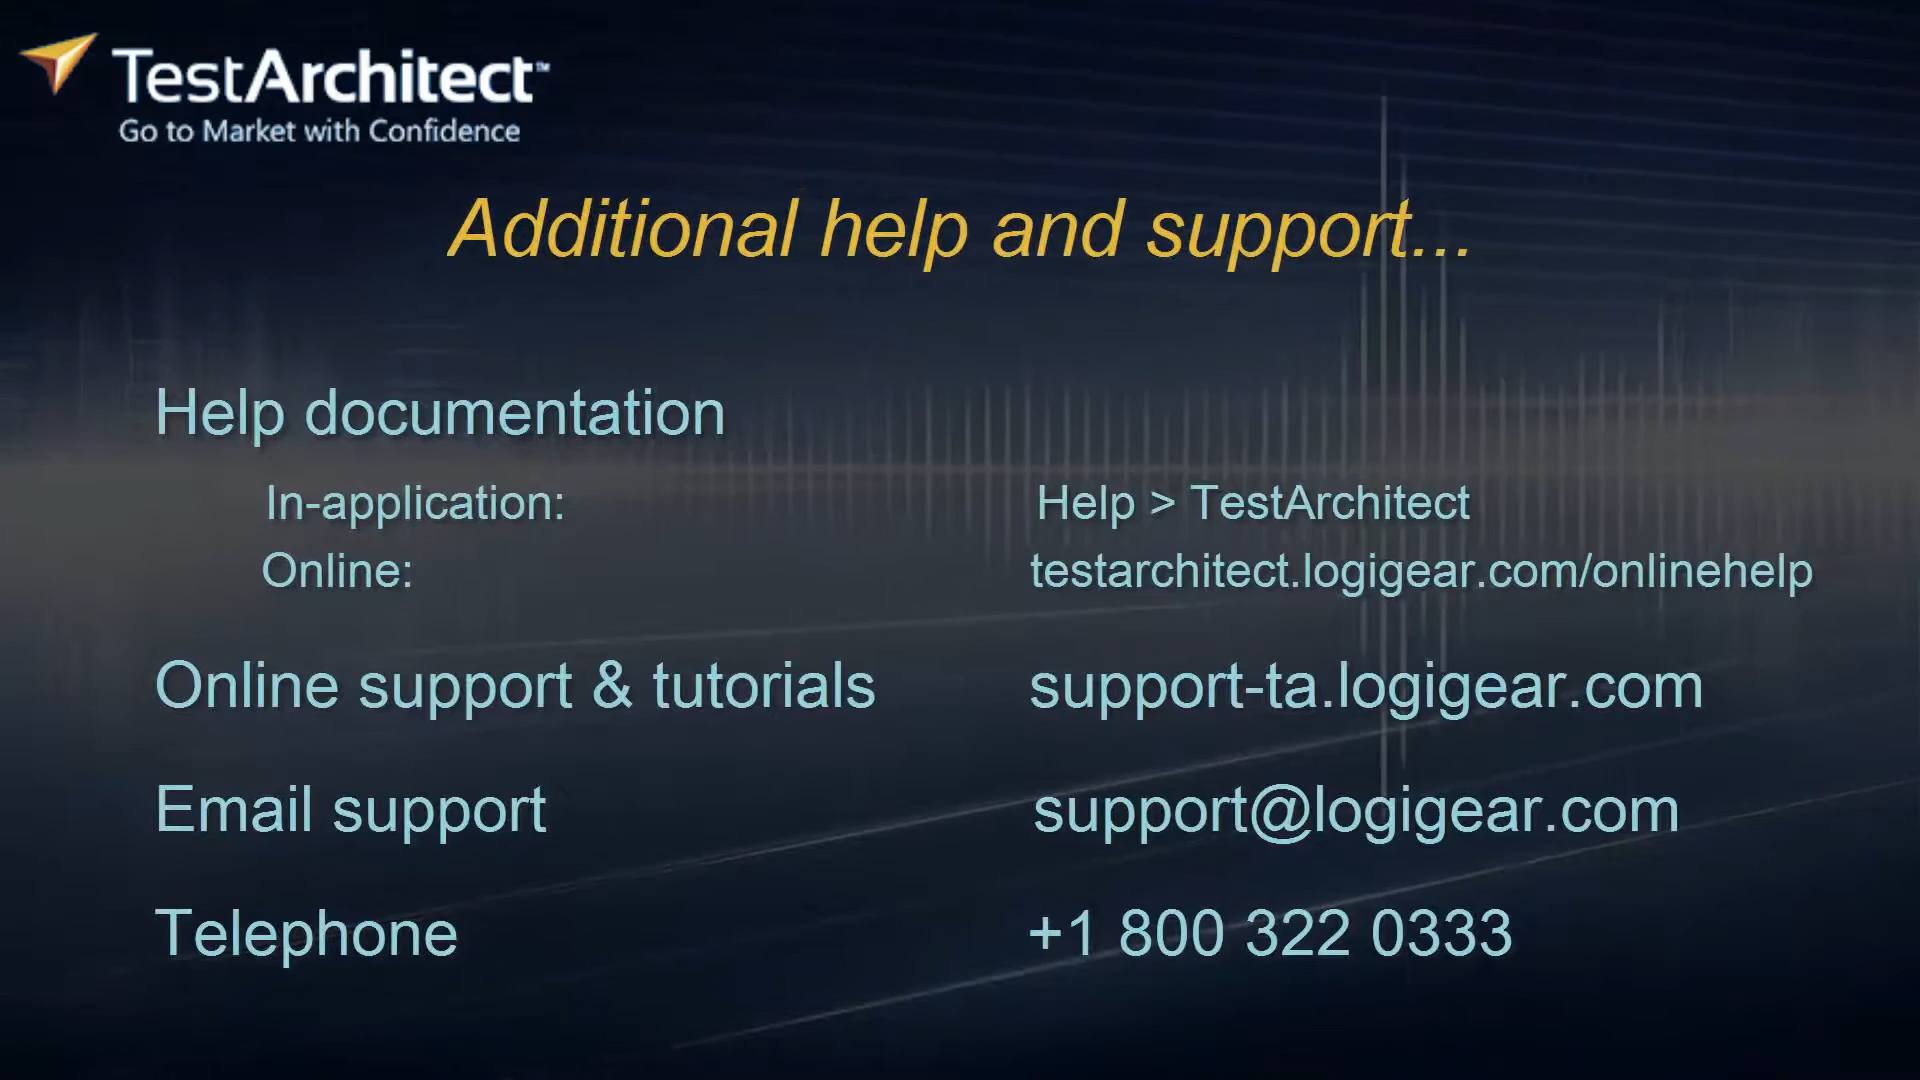 TestArchitect™
Go to Market with Confidence
Additional help and support...
Help documentation
In-application: Help > TestArchitect
Online: testarchitect.logigear.com/onlinehelp
Online support & tutorials support-ta.logigear.com
Email support support@logigear.com
Telephone +1 800 322 0333